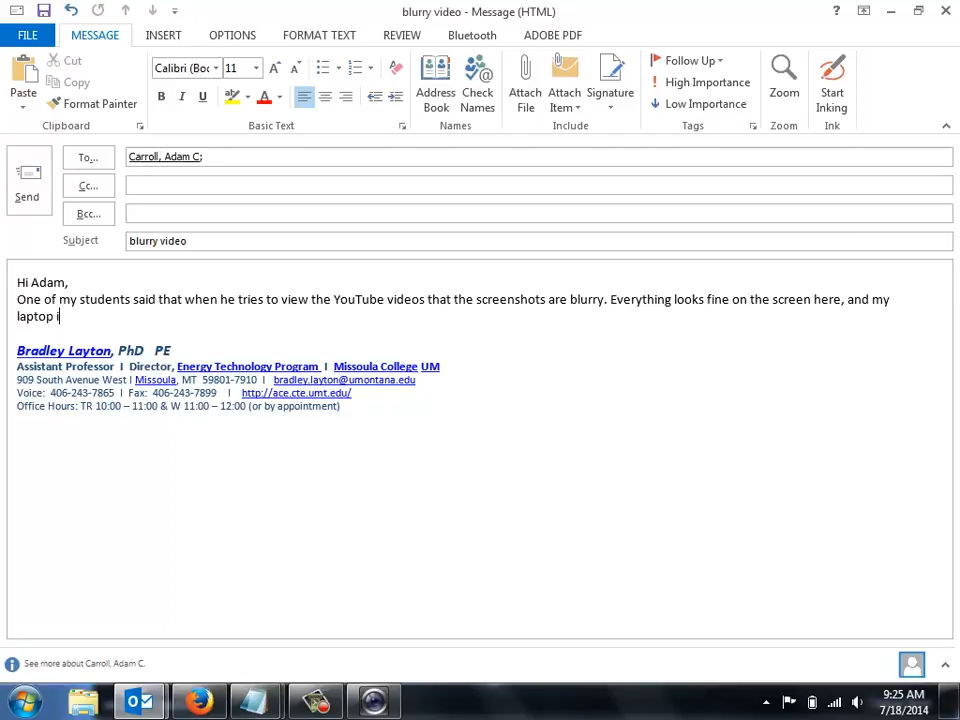 blurry video - Message (HTML)
FILE MESSAGE INSERT OPTIONS FORMAT TEXT REVIEW Bluetooth ADOBE PDF
Paste
Cut
Copy
Format Painter
Clipboard
Calibri (Boc 11
B I U
Basic Text
Address Book
Check Names
Names
Attach File
Attach Item
Signature
Include
Follow Up
High Importance
Low Importance
Tags
Zoom
Zoom
Start Inking
Ink
Send
To...
Carroll, Adam C;
Cc...
Bcc...
Subject
blurry video
Hi Adam,
One of my students said that when he tries to view the YouTube videos that the screenshots are blurry. Everything looks fine on the screen here, and my
laptop i
Bradley Layton, PhD PE
Assistant Professor I Director, Energy Technology Program I Missoula College UM
909 South Avenue West I Missoula, MT 59801-7910 I bradley.layton@umontana.edu
Voice: 406-243-7865 I Fax: 406-243-7899 I http://ace.cte.umt.edu/
Office Hours: TR 10:00 – 11:00 & W 11:00 – 12:00 (or by appointment)
See more about Carroll, Adam C.
9:25 AM
7/18/2014